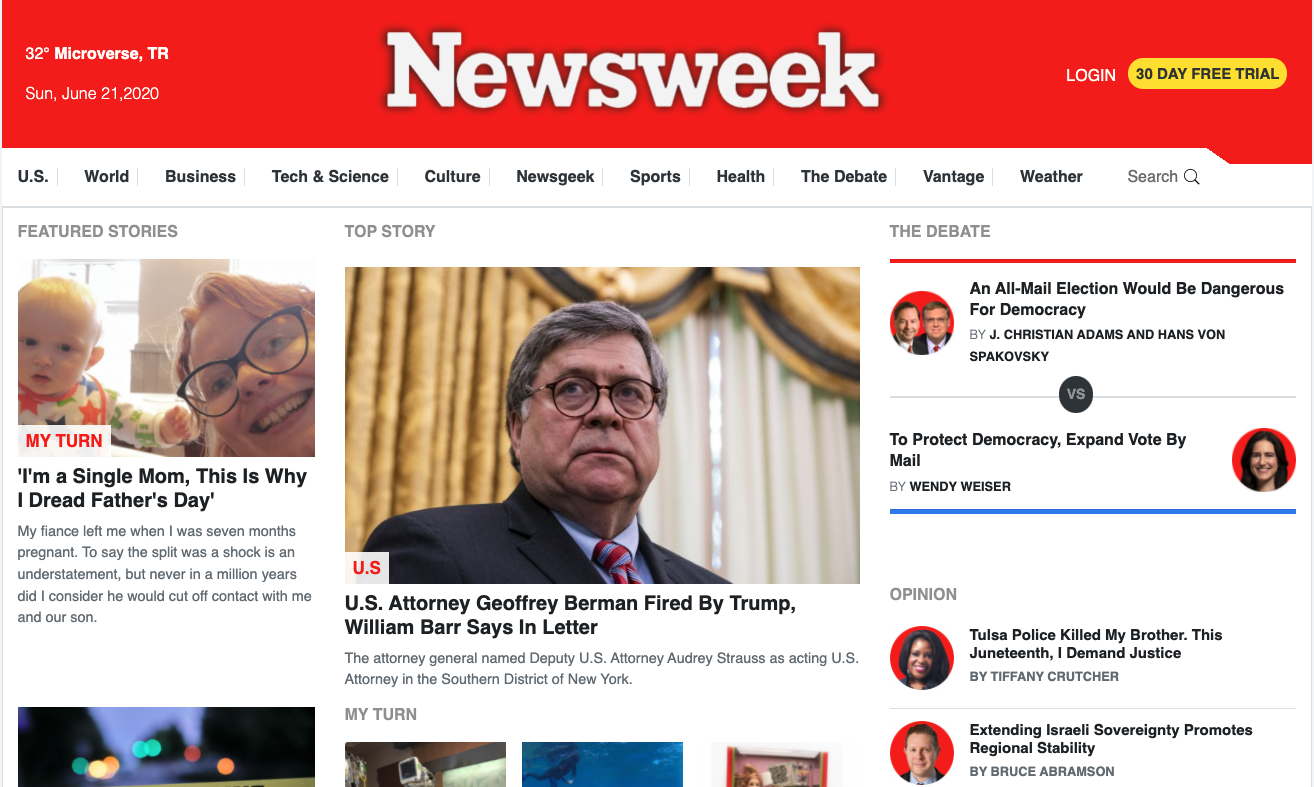 32° Microverse, TR
Sun, June 21,2020
Newsweek
LOGIN
30 DAY FREE TRIAL
U.S. World Business Tech & Science Culture Newsgeek Sports Health The Debate Vantage Weather Search
FEATURED STORIES
MY TURN
'I'm a Single Mom, This Is Why
I Dread Father's Day'
My fiance left me when I was seven months
pregnant. To say the split was a shock is an
understatement, but never in a million years
did I consider he would cut off contact with me
and our son.
TOP STORY
U.S
U.S. Attorney Geoffrey Berman Fired By Trump,
William Barr Says In Letter
The attorney general named Deputy U.S. Attorney Audrey Strauss as acting U.S.
Attorney in the Southern District of New York.
MY TURN
THE DEBATE
An All-Mail Election Would Be Dangerous
For Democracy
BY J. CHRISTIAN ADAMS AND HANS VON
SPAKOVSKY
VS
To Protect Democracy, Expand Vote By
Mail
BY WENDY WEISER
OPINION
Tulsa Police Killed My Brother. This
Juneteenth, I Demand Justice
BY TIFFANY CRUTCHER
Extending Israeli Sovereignty Promotes
Regional Stability
BY BRUCE ABRAMSON